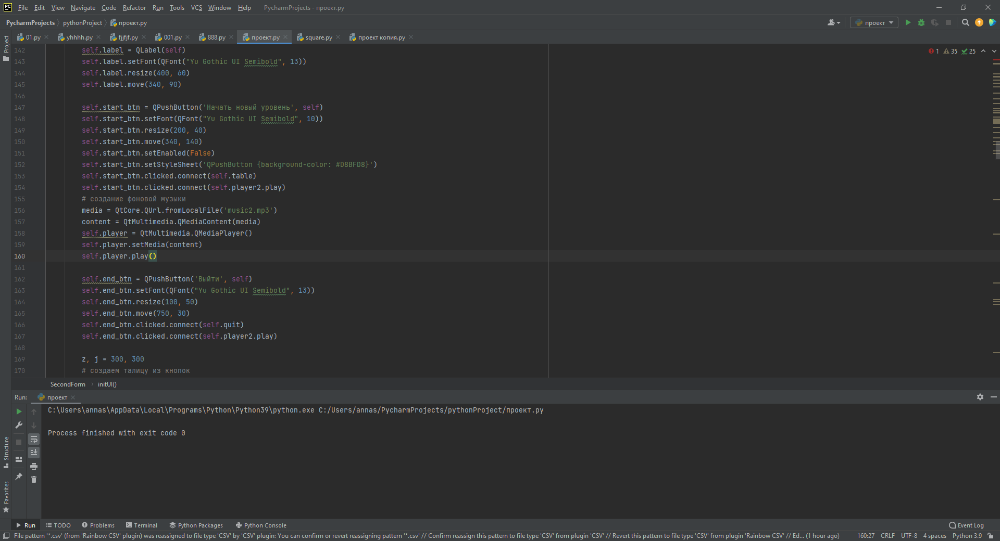 PC File Edit View Navigate Code Refactor Run Tools VCS Window Help PycharmProjects - проект.py
PycharmProjects pythonProject проект.py проект
01.py yhhhh.py fjjfjf.py 001.py 888.py проект.py square.py проект копия.py
Project
1 35 25
142 self.label = QLabel(self)
143 self.label.setFont(QFont("Yu Gothic UI Semibold", 13))
144 self.label.resize(400, 60)
145 self.label.move(340, 90)
146
147 self.start_btn = QPushButton('Начать новый уровень', self)
148 self.start_btn.setFont(QFont("Yu Gothic UI Semibold", 10))
149 self.start_btn.resize(200, 40)
150 self.start_btn.move(340, 140)
151 self.start_btn.setEnabled(False)
152 self.start_btn.setStyleSheet('QPushButton {background-color: #D8BFD8}')
153 self.start_btn.clicked.connect(self.table)
154 self.start_btn.clicked.connect(self.player2.play)
155 # создание фоновой музыки
156 media = QtCore.QUrl.fromLocalFile('music2.mp3')
157 content = QtMultimedia.QMediaContent(media)
158 self.player = QtMultimedia.QMediaPlayer()
159 self.player.setMedia(content)
160 self.player.play()
161
162 self.end_btn = QPushButton('Выйти', self)
163 self.end_btn.setFont(QFont("Yu Gothic UI Semibold", 13))
164 self.end_btn.resize(100, 50)
165 self.end_btn.move(750, 30)
166 self.end_btn.clicked.connect(self.quit)
167 self.end_btn.clicked.connect(self.player2.play)
168
169 z, j = 300, 300
170 # создаем талицу из кнопок
SecondForm initUI()
Run: проект
C:\Users\annas\AppData\Local\Programs\Python\Python39\python.exe C:/Users/annas/PycharmProjects/pythonProject/проект.py
Process finished with exit code 0
Structure
Favorites
Run TODO Problems Terminal Python Packages Python Console Event Log
File pattern '*.csv' (from 'Rainbow CSV' plugin) was reassigned to file type 'CSV' by 'CSV' plugin: You can confirm or revert reassigning pattern '*.csv' // Confirm reassign this pattern to file type 'CSV' from plugin 'CSV' // Revert this pattern to file type 'CSV' from plugin 'Rainbow CSV' // Ed... (1 hour ago) 160:27 CRLF UTF-8 4 spaces Python 3.9